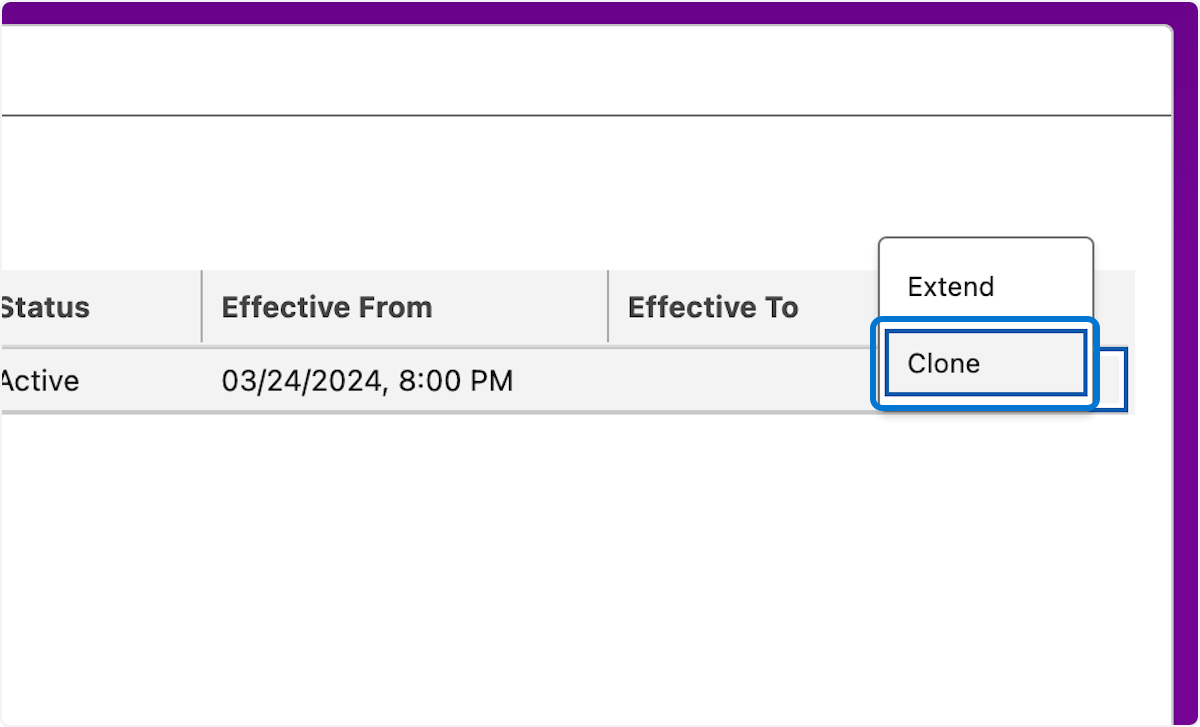 Extend
Status Effective From Effective To
Clone
Active 03/24/2024, 8:00 PM